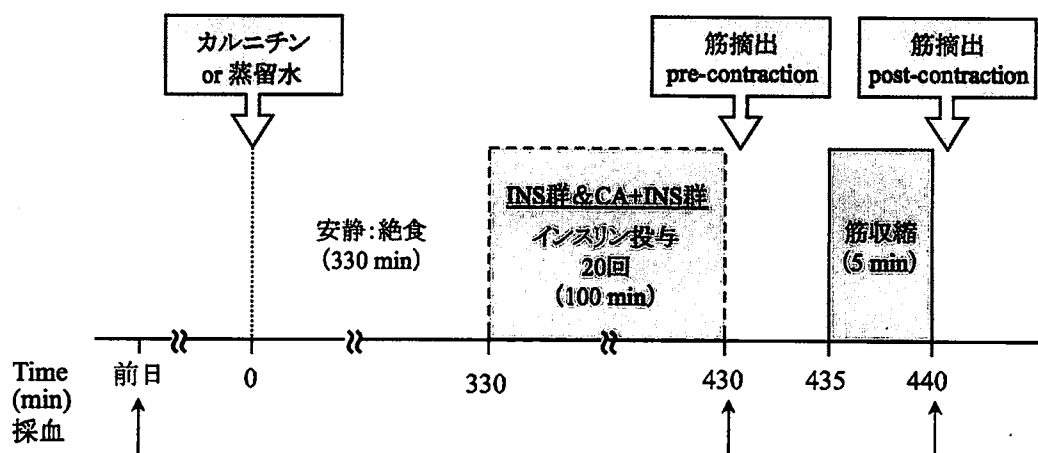 カルニチン
or 蒸留水
筋摘出
pre-contraction
筋摘出
post-contraction
安静:絶食
(330 min)
INS群&CA+INS群
インスリン投与
20回
(100 min)
筋収縮
(5 min)
Time
(min)
前日
0
330
430
435
440
採血